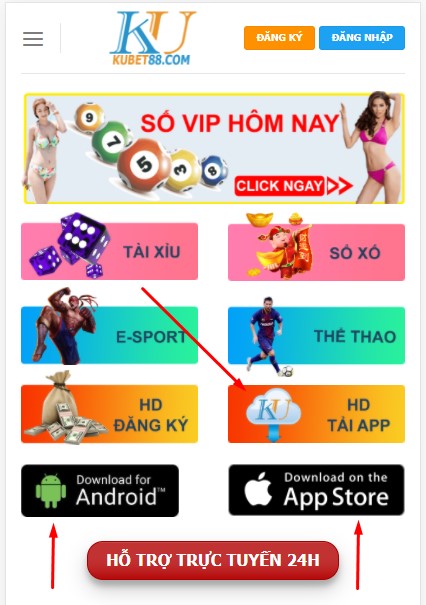 KU
KUBET88.COM
ĐĂNG KÝ
ĐĂNG NHẬP
SỐ VIP HÔM NAY
9
7
5
3
8
CLICK NGAY
TÀI XỈU
SỔ XỐ
E-SPORT
THỂ THAO
HD
ĐĂNG KÝ
KU
HD
TẢI APP
Download for
Android™
Download on the
App Store
HỖ TRỢ TRỰC TUYẾN 24H